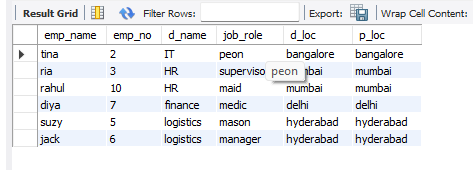 Result Grid Filter Rows: Export: Wrap Cell Content:
emp_name emp_no d_name job_role d_loc p_loc
tina 2 IT peon bangalore bangalore
ria 3 HR mumbai
peon
rahul 10 HR maid mumbai mumbai
diya 7 finance medic delhi delhi
suzy 5 logistics mason hyderabad hyderabad
jack 6 logistics manager hyderabad hyderabad